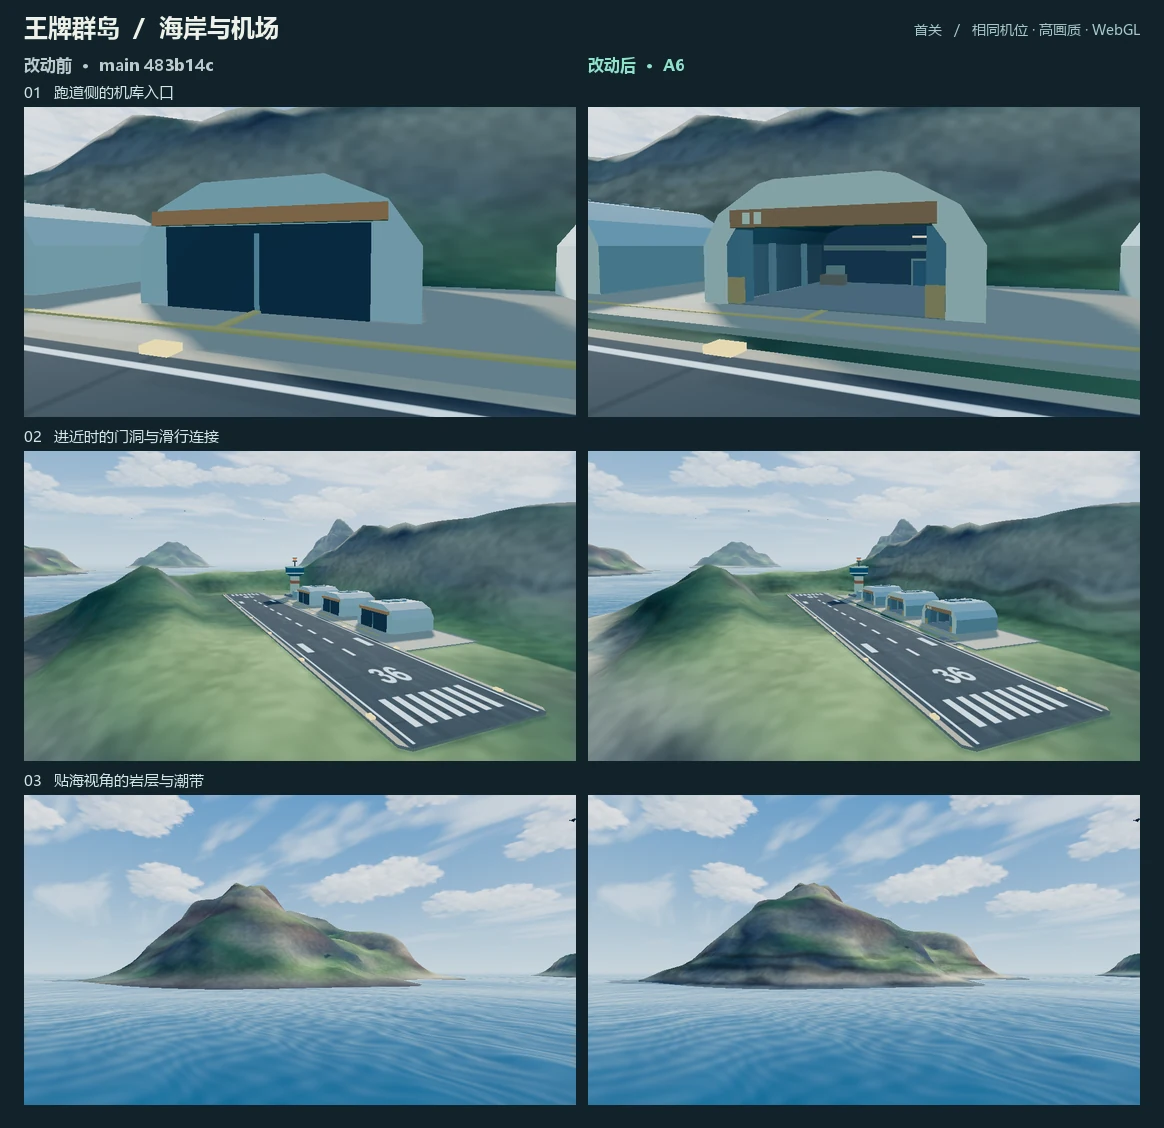 王牌群岛 / 海岸与机场
首关 / 相同机位 · 高画质 · WebGL
改动前 • main 483b14c
改动后 • A6
01 跑道侧的机库入口
02 进近时的门洞与滑行连接
36
36
03 贴海视角的岩层与潮带